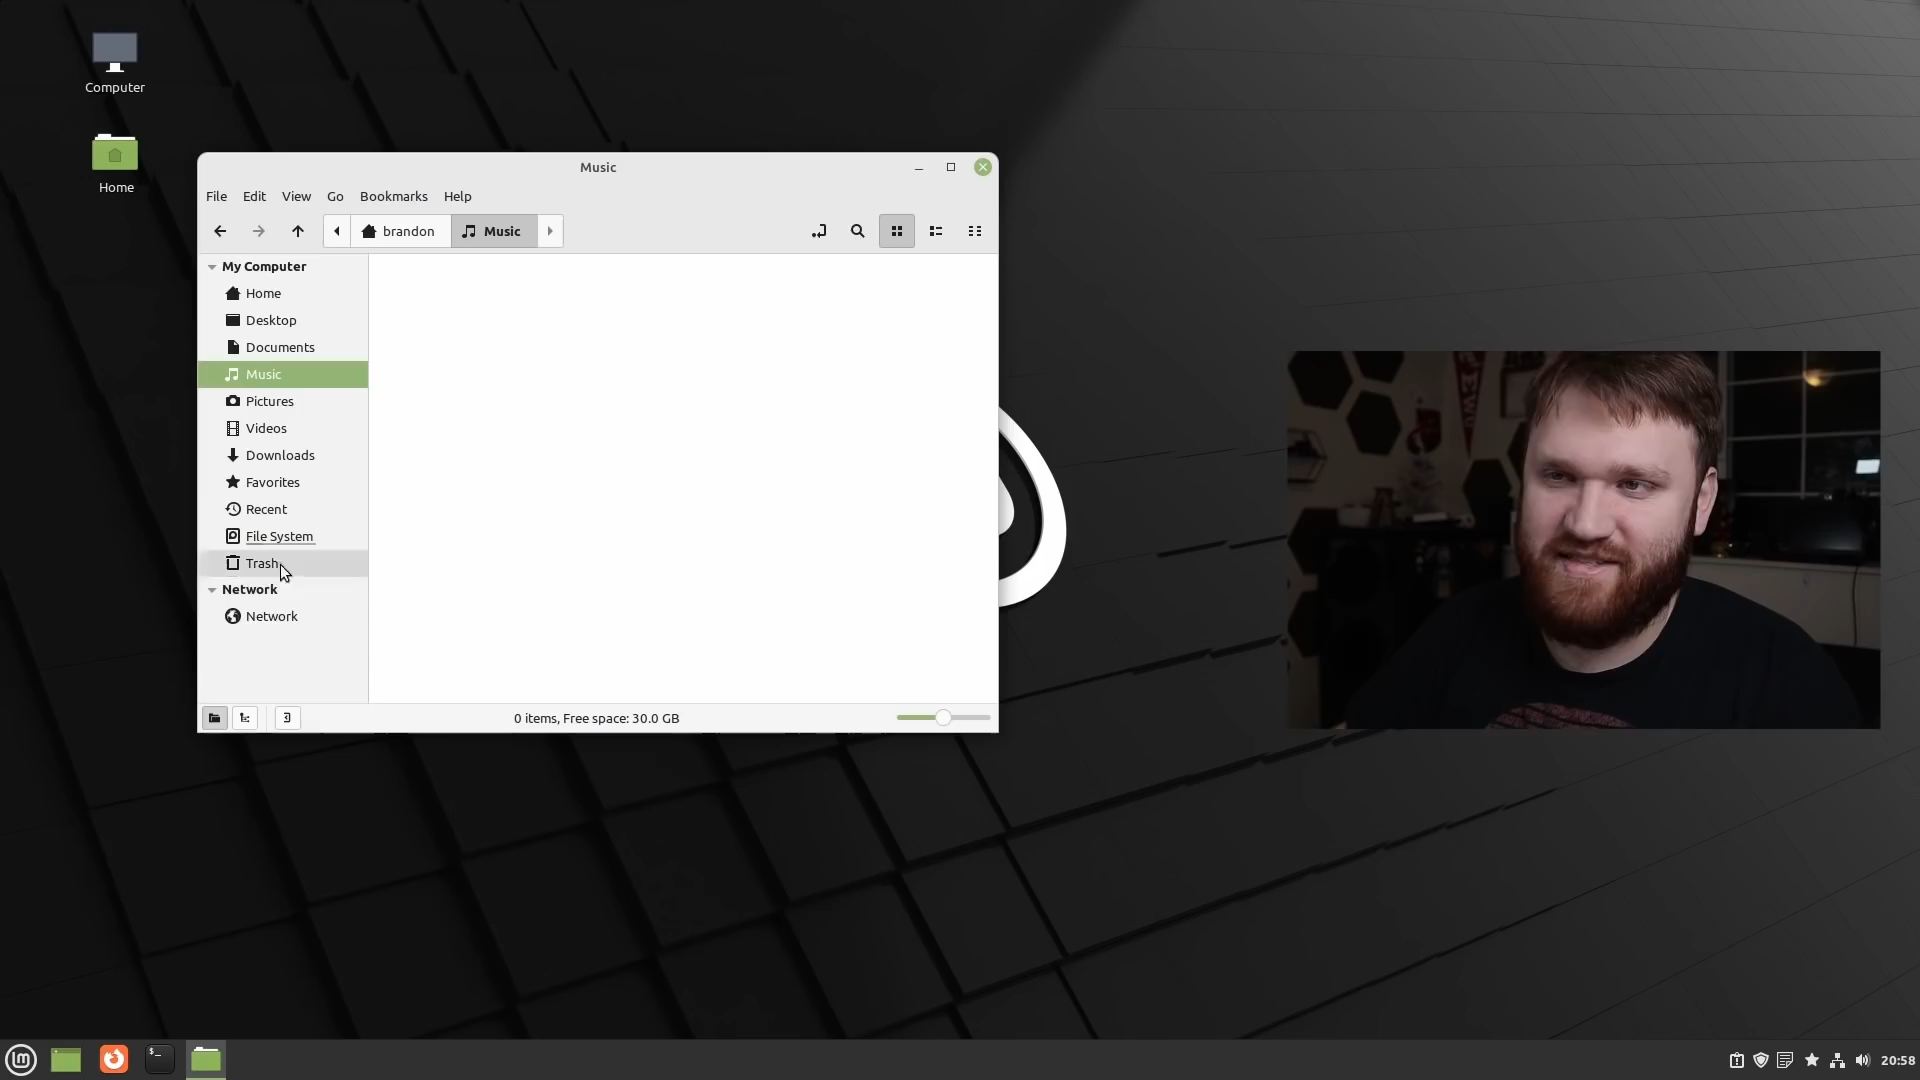 Computer
Home
Music
File Edit View Go Bookmarks Help
brandon Music
My Computer
Home
Desktop
Documents
Music
Pictures
Videos
Downloads
Favorites
Recent
File System
Trash
Network
Network
0 items, Free space: 30.0 GB
20:58